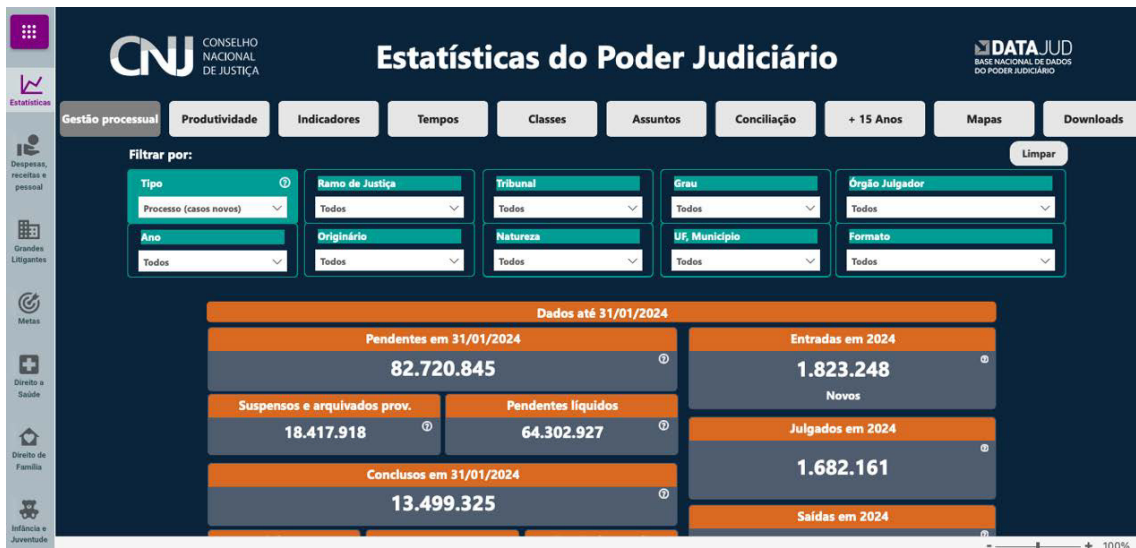 CNJ
CONSELHO
NACIONAL
DE JUSTIÇA
Estatísticas do Poder Judiciário
DATAJUD
BASE NACIONAL DE DADOS
DO PODER JUDICIÁRIO
Estatísticas
Despesas,
receitas e
pessoal
Grandes
Litigantes
Metas
Direito a
Saúde
Direito de
Família
Infância e
Juventude
Gestão processual
Produtividade
Indicadores
Tempos
Classes
Assuntos
Conciliação
+ 15 Anos
Mapas
Downloads
Filtrar por:
Limpar
Tipo
Processo (casos novos)
Ramo de Justiça
Todos
Tribunal
Todos
Grau
Todos
Órgão Julgador
Todos
Ano
Todos
Originário
Todos
Natureza
Todos
UF, Município
Todos
Formato
Todos
Dados até 31/01/2024
Pendentes em 31/01/2024
82.720.845
Suspensos e arquivados prov.
18.417.918
Pendentes líquidos
64.302.927
Conclusos em 31/01/2024
13.499.325
Entradas em 2024
1.823.248
Novos
Julgados em 2024
1.682.161
Saídas em 2024
- + 100%